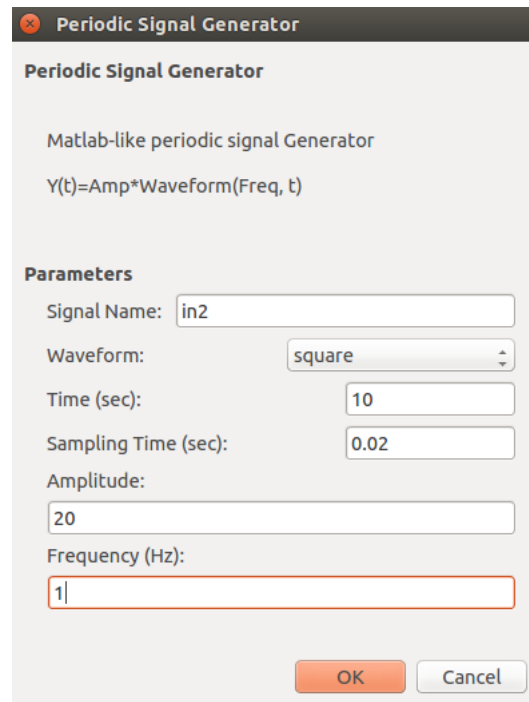 Periodic Signal Generator
Periodic Signal Generator
Matlab-like periodic signal Generator
Y(t)=Amp*Waveform(Freq, t)
Parameters
Signal Name: in2
Waveform: square
Time (sec): 10
Sampling Time (sec): 0.02
Amplitude:
20
Frequency (Hz):
1
OK Cancel